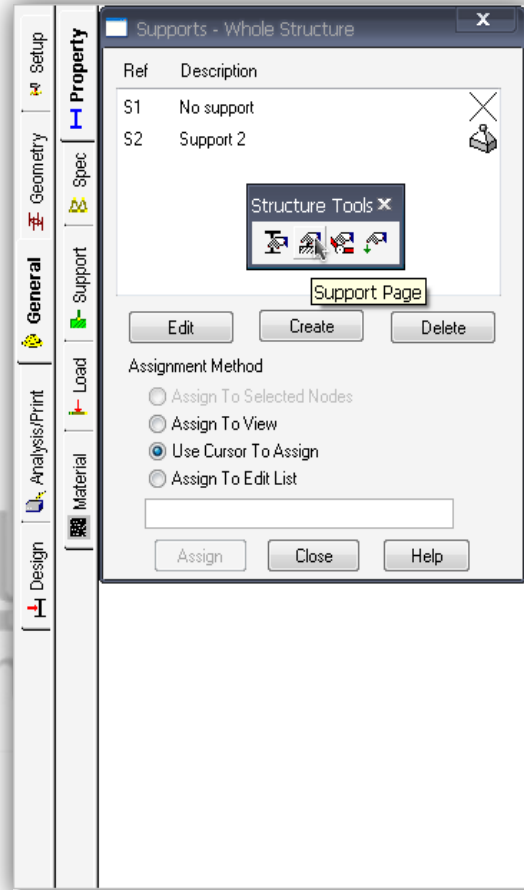 Setup
Geometry
General
Analysis/Print
Design
Property
Spec
Support
Load
Material
Supports - Whole Structure
X
Ref Description
S1 No support
S2 Support 2
Structure Tools
Support Page
Edit Create Delete
Assignment Method
Assign To Selected Nodes
Assign To View
Use Cursor To Assign
Assign To Edit List
Assign Close Help